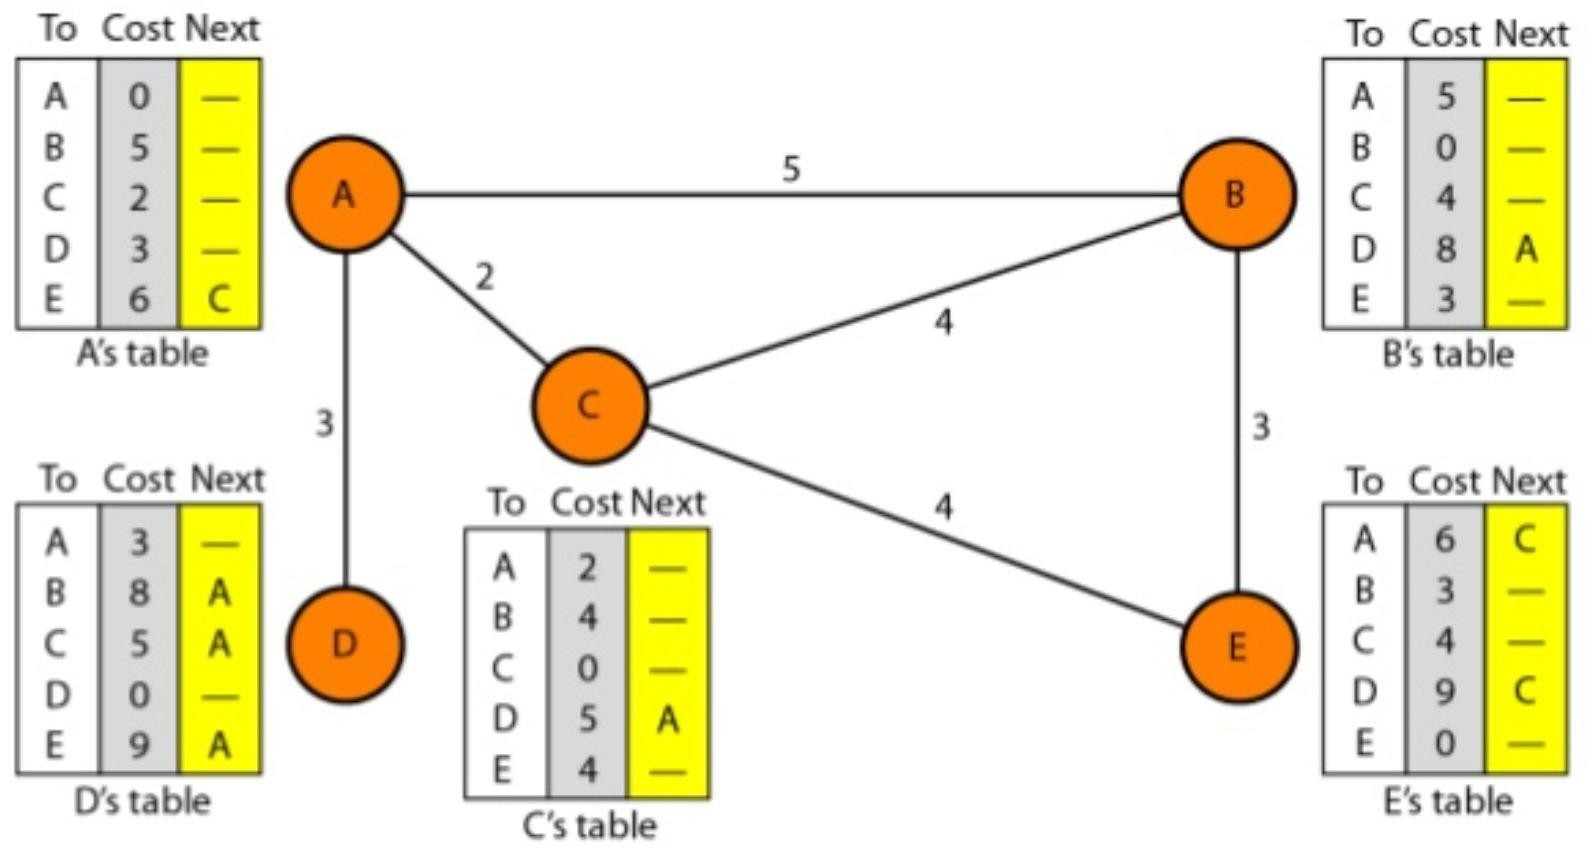 To Cost Next
A 0 —
B 5 —
C 2 —
D 3 —
E 6 C
A's table
To Cost Next
A 5 —
B 0 —
C 4 —
D 8 A
E 3 —
B's table
A
5
B
2
4
C
3
3
4
D
E
To Cost Next
A 3 —
B 8 A
C 5 A
D 0 —
E 9 A
D's table
To Cost Next
A 2 —
B 4 —
C 0 —
D 5 A
E 4 —
C's table
To Cost Next
A 6 C
B 3 —
C 4 —
D 9 C
E 0 —
E's table